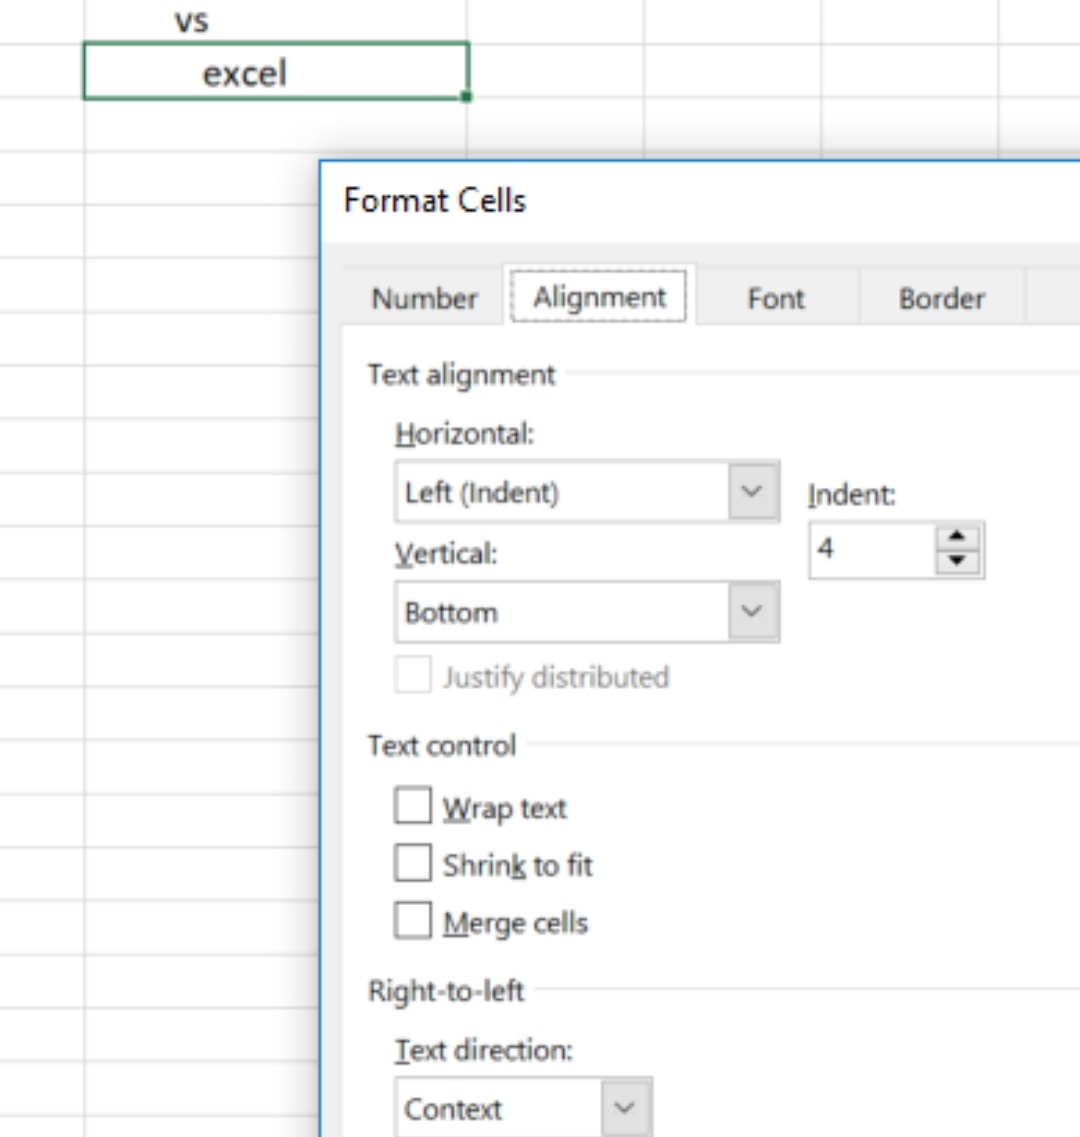 vs
excel
Format Cells
Number Alignment Font Border
Text alignment
Horizontal:
Left (Indent)
Indent:
4
Vertical:
Bottom
Justify distributed
Text control
Wrap text
Shrink to fit
Merge cells
Right-to-left
Text direction:
Context